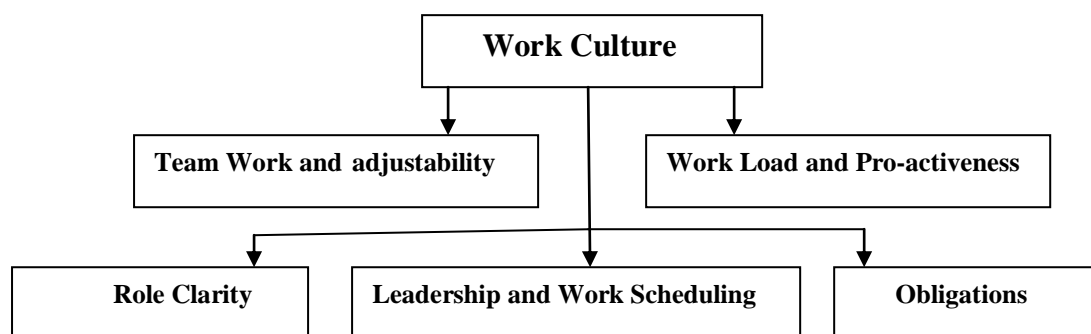 Work Culture
Team Work and adjustability
Work Load and Pro-activeness
Role Clarity
Leadership and Work Scheduling
Obligations